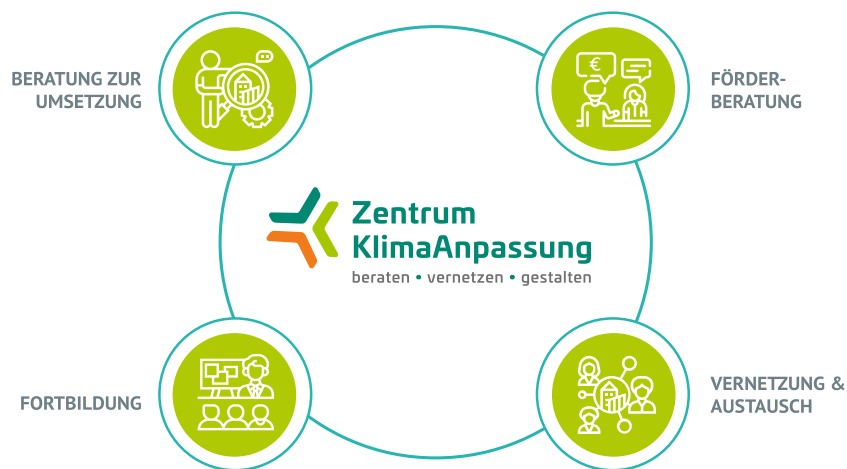 BERATUNG ZUR
UMSETZUNG
€
FÖRDER-
BERATUNG
Zentrum
KlimaAnpassung
beraten • vernetzen • gestalten
FORTBILDUNG
VERNETZUNG &
AUSTAUSCH